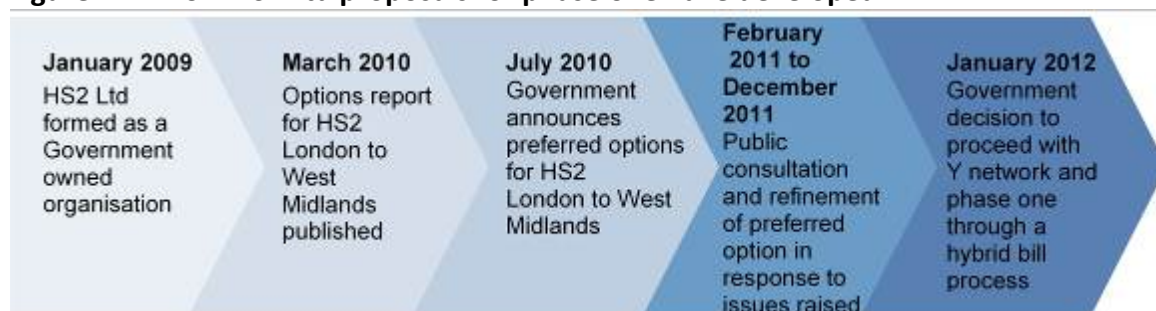 January 2009
HS2 Ltd
formed as a
Government
owned
organisation
March 2010
Options report
for HS2
London to
West
Midlands
published
July 2010
Government
announces
preferred options
for HS2
London to West
Midlands
February
2011 to
December
2011
Public
consultation
and refinement
of preferred
option in
response to
issues raised
January 2012
Government
decision to
proceed with
Y network and
phase one
through a
hybrid bill
process